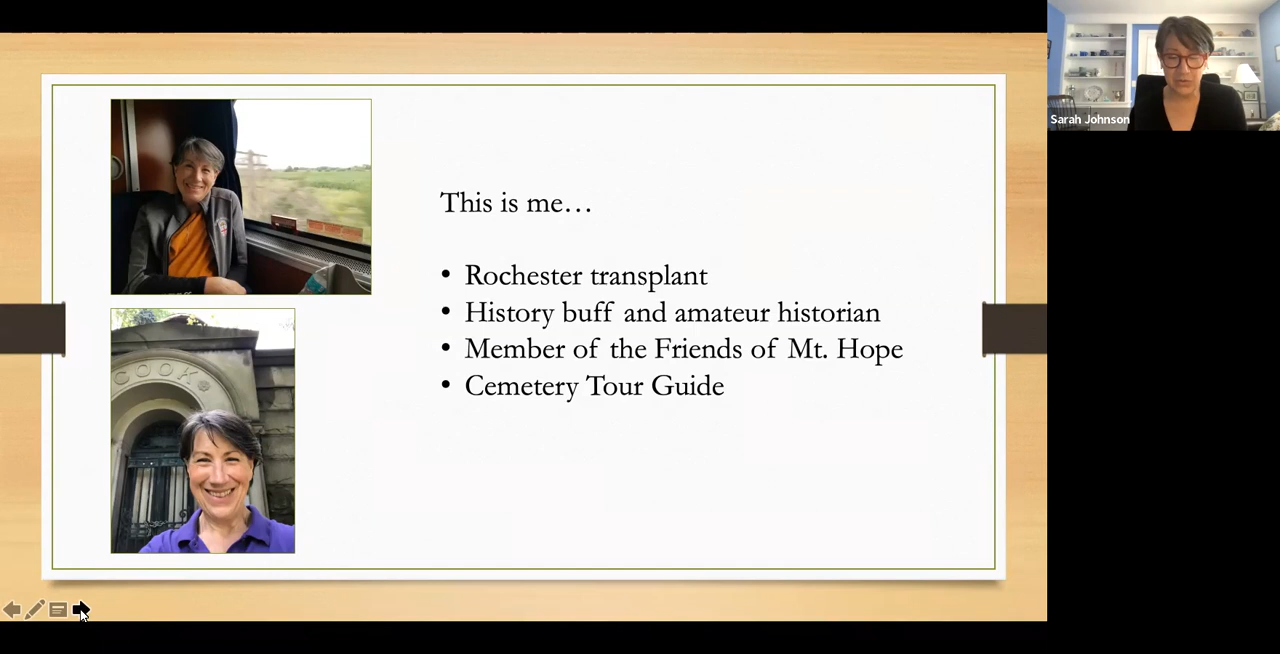 Sarah Johnson
This is me…
• Rochester transplant
• History buff and amateur historian
• Member of the Friends of Mt. Hope
• Cemetery Tour Guide
COOK